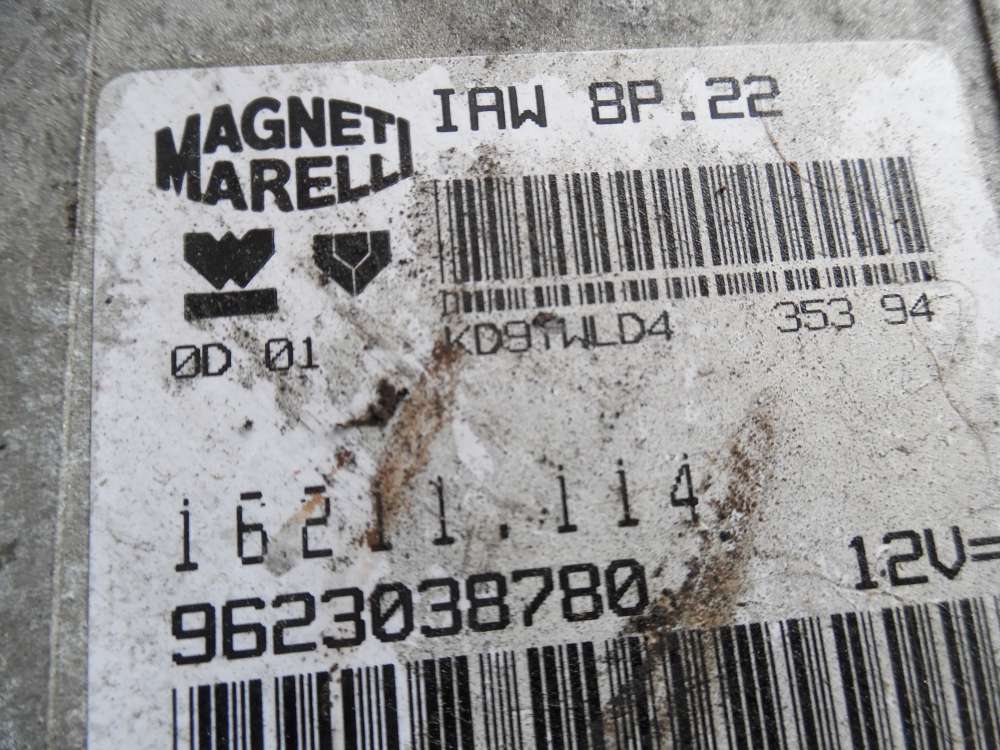 MAGNETI
MARELLI
IAW 8P.22
KD9TWLD4 353 94
0D 01
16211.114
9623038780
12V=